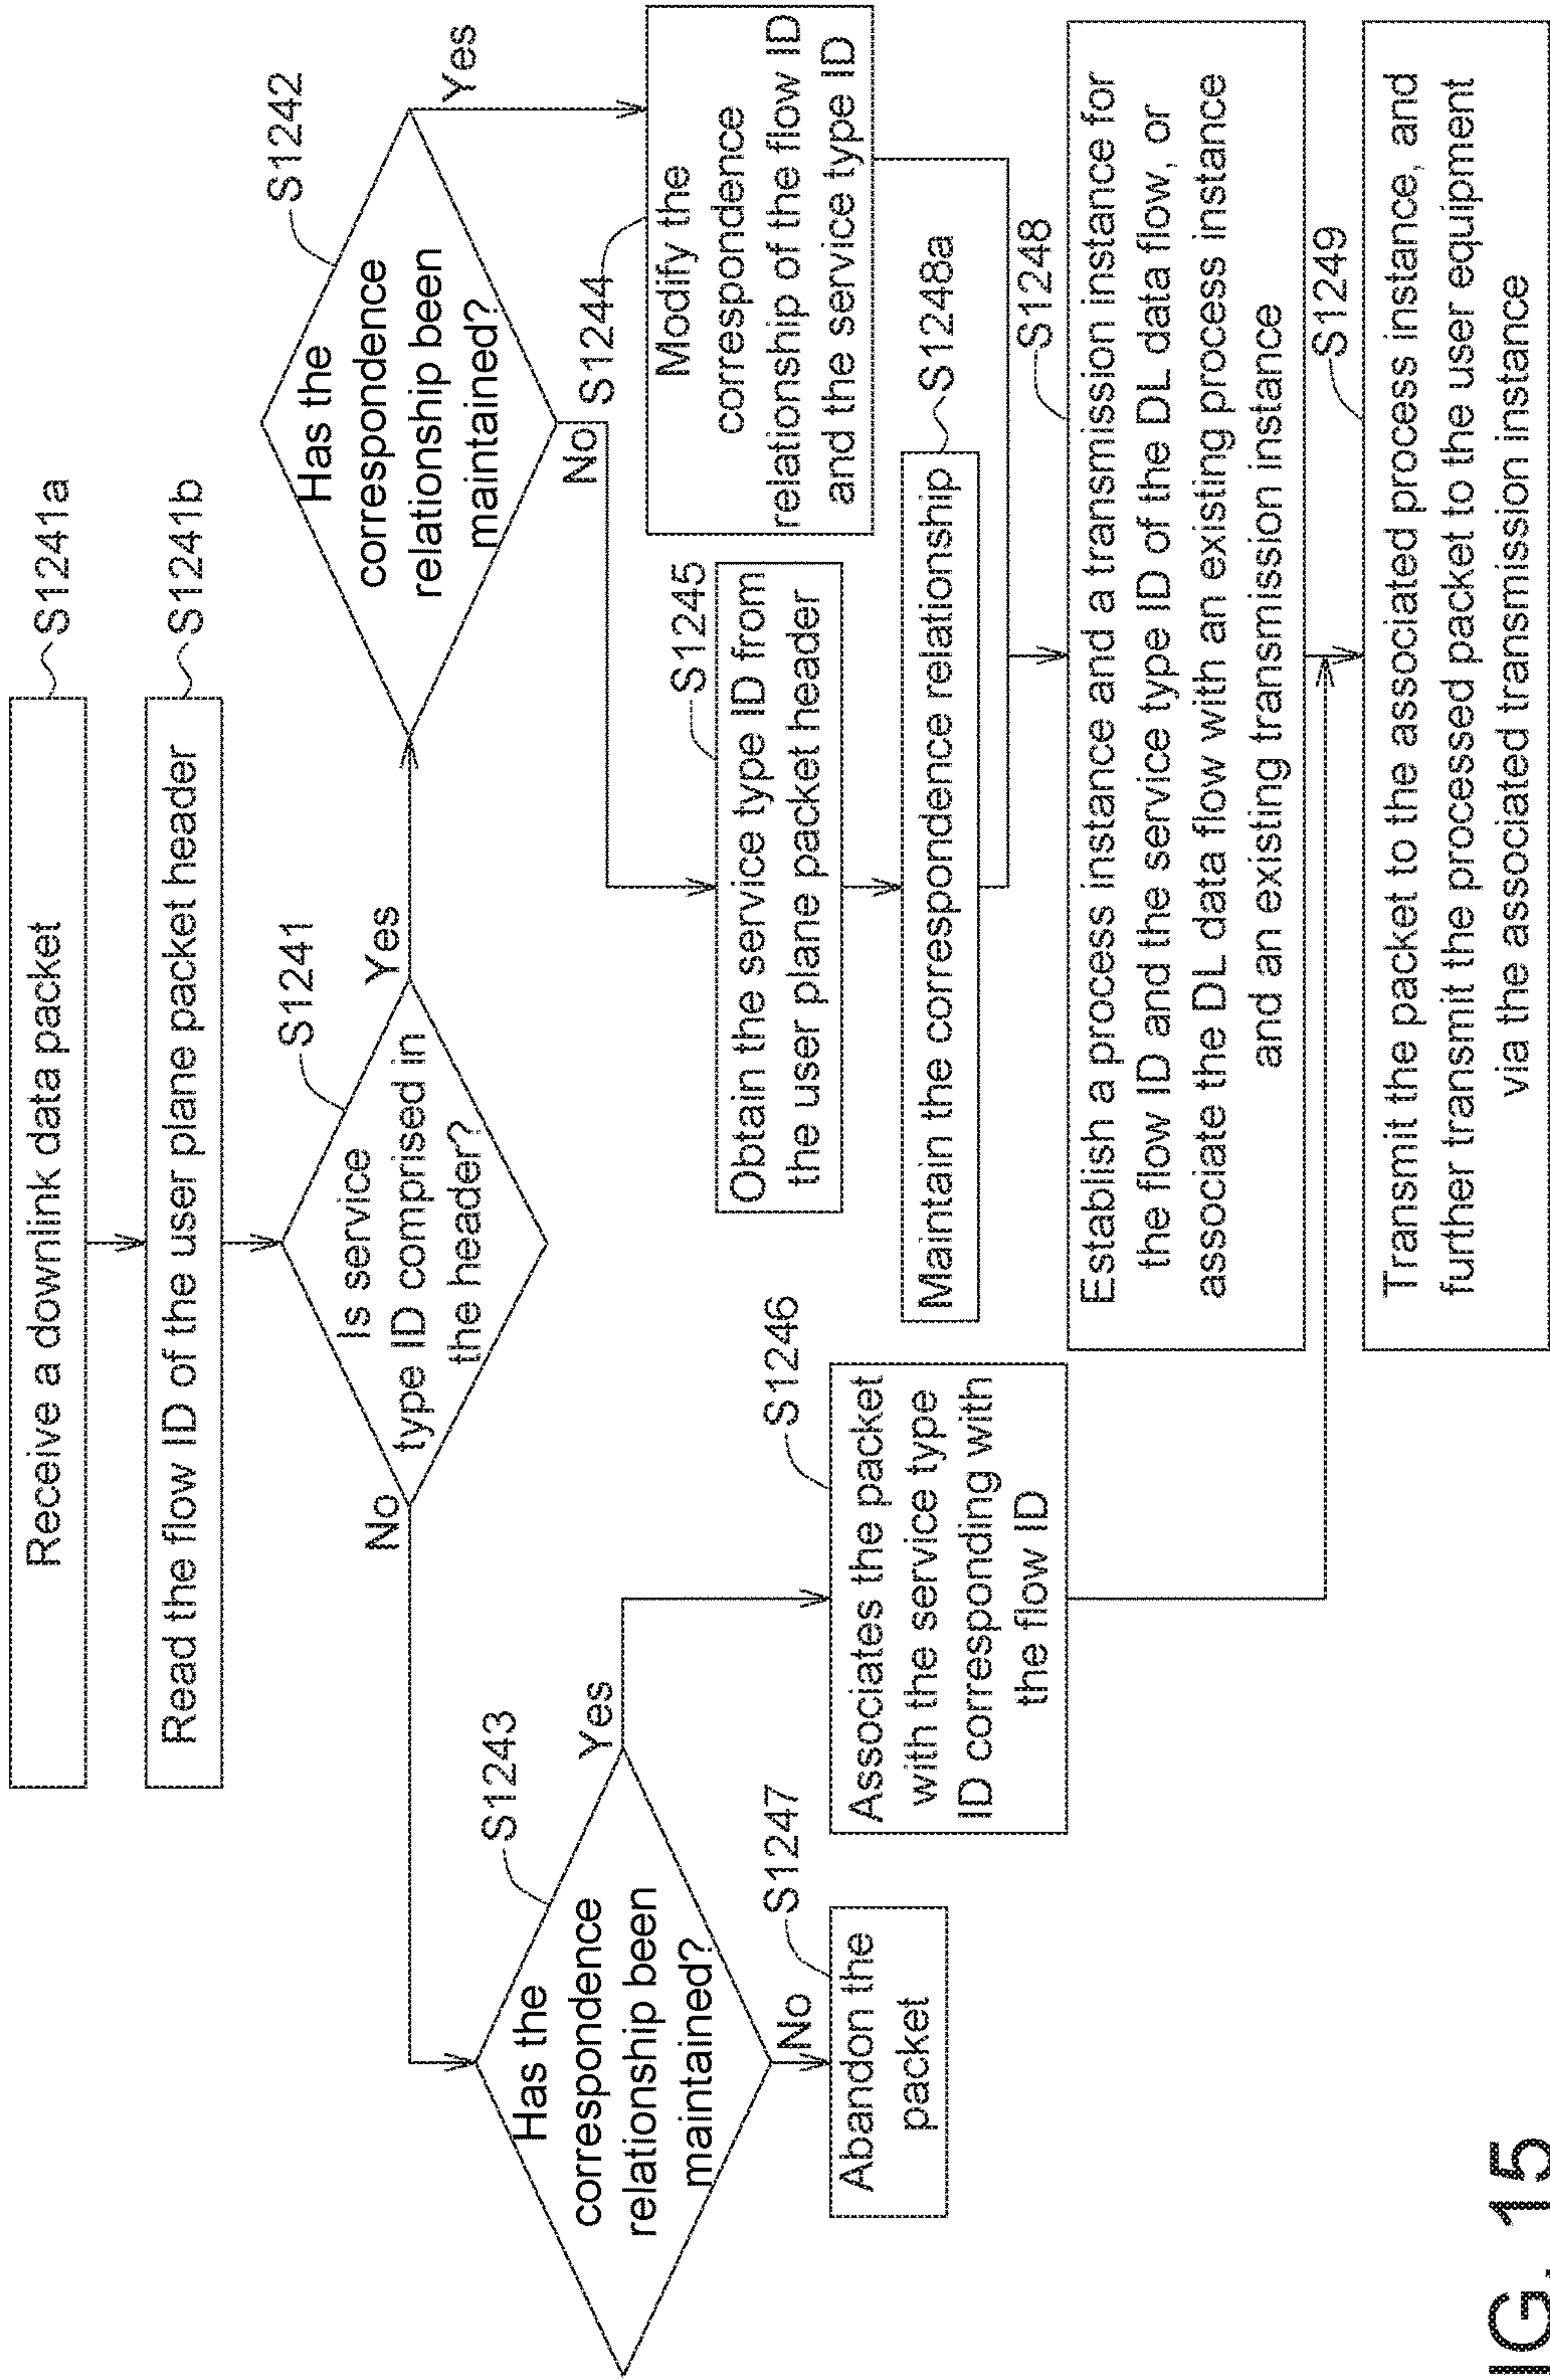 Receive a downlink data packet
S1241a
Read the flow ID of the user plane packet header
S1241b
Is service
type ID comprised in
the header?
S1241
Yes
No
Has the
correspondence
relationship been
maintained?
S1242
Yes
No
Has the
correspondence
relationship been
maintained?
S1243
Yes
No
Modify the
correspondence
relationship of the flow ID
and the service type ID
S1244
Obtain the service type ID from
the user plane packet header
S1245
Associates the packet
with the service type
ID corresponding with
the flow ID
S1246
Abandon the
packet
S1247
Maintain the correspondence relationship
S1248a
Establish a process instance and a transmission instance for
the flow ID and the service type ID of the DL data flow, or
associate the DL data flow with an existing process instance
and an existing transmission instance
S1248
Transmit the packet to the associated process instance, and
further transmit the processed packet to the user equipment
via the associated transmission instance
S1249
IG. 15